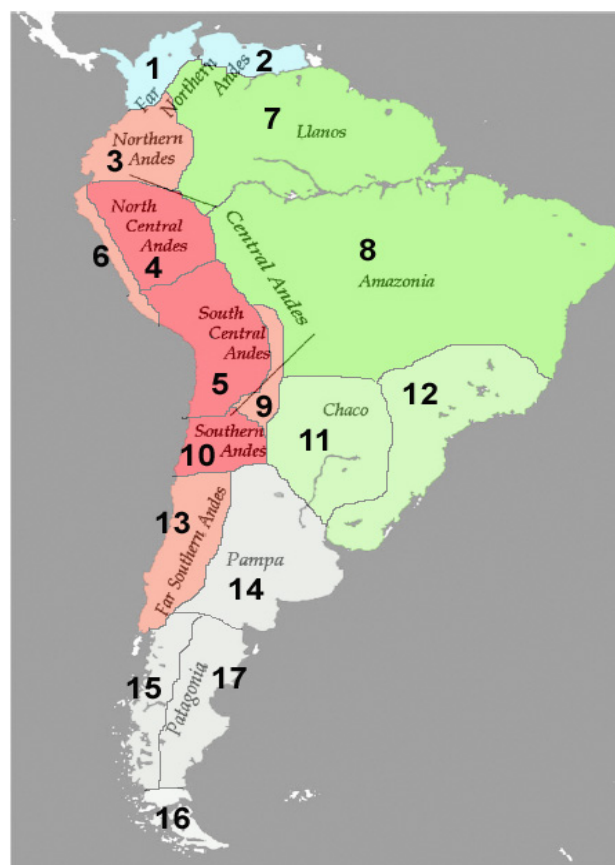 1
2
Far
Northern
Andes
7
Llanos
Northern
Andes
3
North
Central
Andes
4
6
Central Andes
8
Amazonia
South
Central
Andes
5
9
12
Chaco
11
Southern
Andes
10
13
Far Southern Andes
Pampa
14
15
Patagonia
17
16